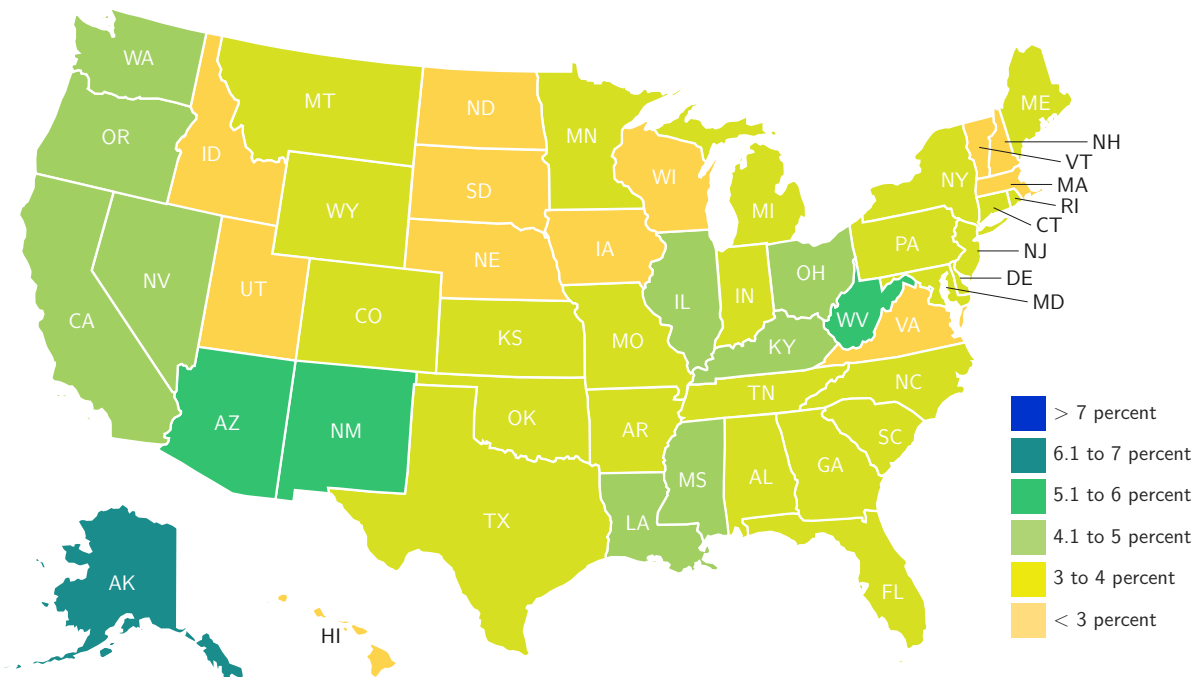 WA
OR
CA
NV
ID
MT
WY
UT
CO
AZ
NM
ND
SD
NE
KS
OK
TX
MN
IA
MO
AR
LA
WI
IL
MI
IN
OH
KY
TN
MS
AL
GA
FL
SC
NC
VA
WV
PA
NY
ME
NH
VT
MA
RI
CT
NJ
DE
MD
AK
HI
> 7 percent
6.1 to 7 percent
5.1 to 6 percent
4.1 to 5 percent
3 to 4 percent
< 3 percent